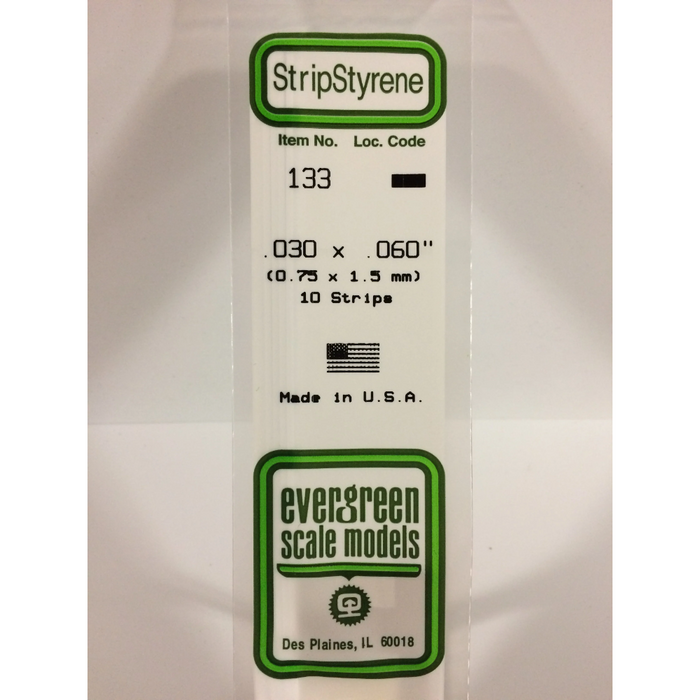 StripStyrene
Item No. Loc. Code
133
.030 x .060"
(0.75 x 1.5 mm)
10 Strips
Made in U.S.A.
evergreen
scale models
Des Plaines, IL 60018